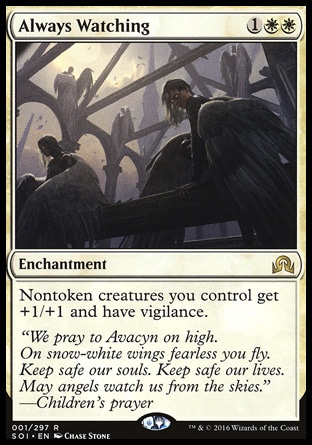 Always Watching 1
Enchantment
Nontoken creatures you control get
+1/+1 and have vigilance.
“We pray to Avacyn on high.
On snow-white wings fearless you fly.
Keep safe our souls. Keep safe our lives.
May angels watch us from the skies.”
—Children’s prayer
001/297 R
SOI • EN Chase Stone
™ & © 2016 Wizards of the Coast